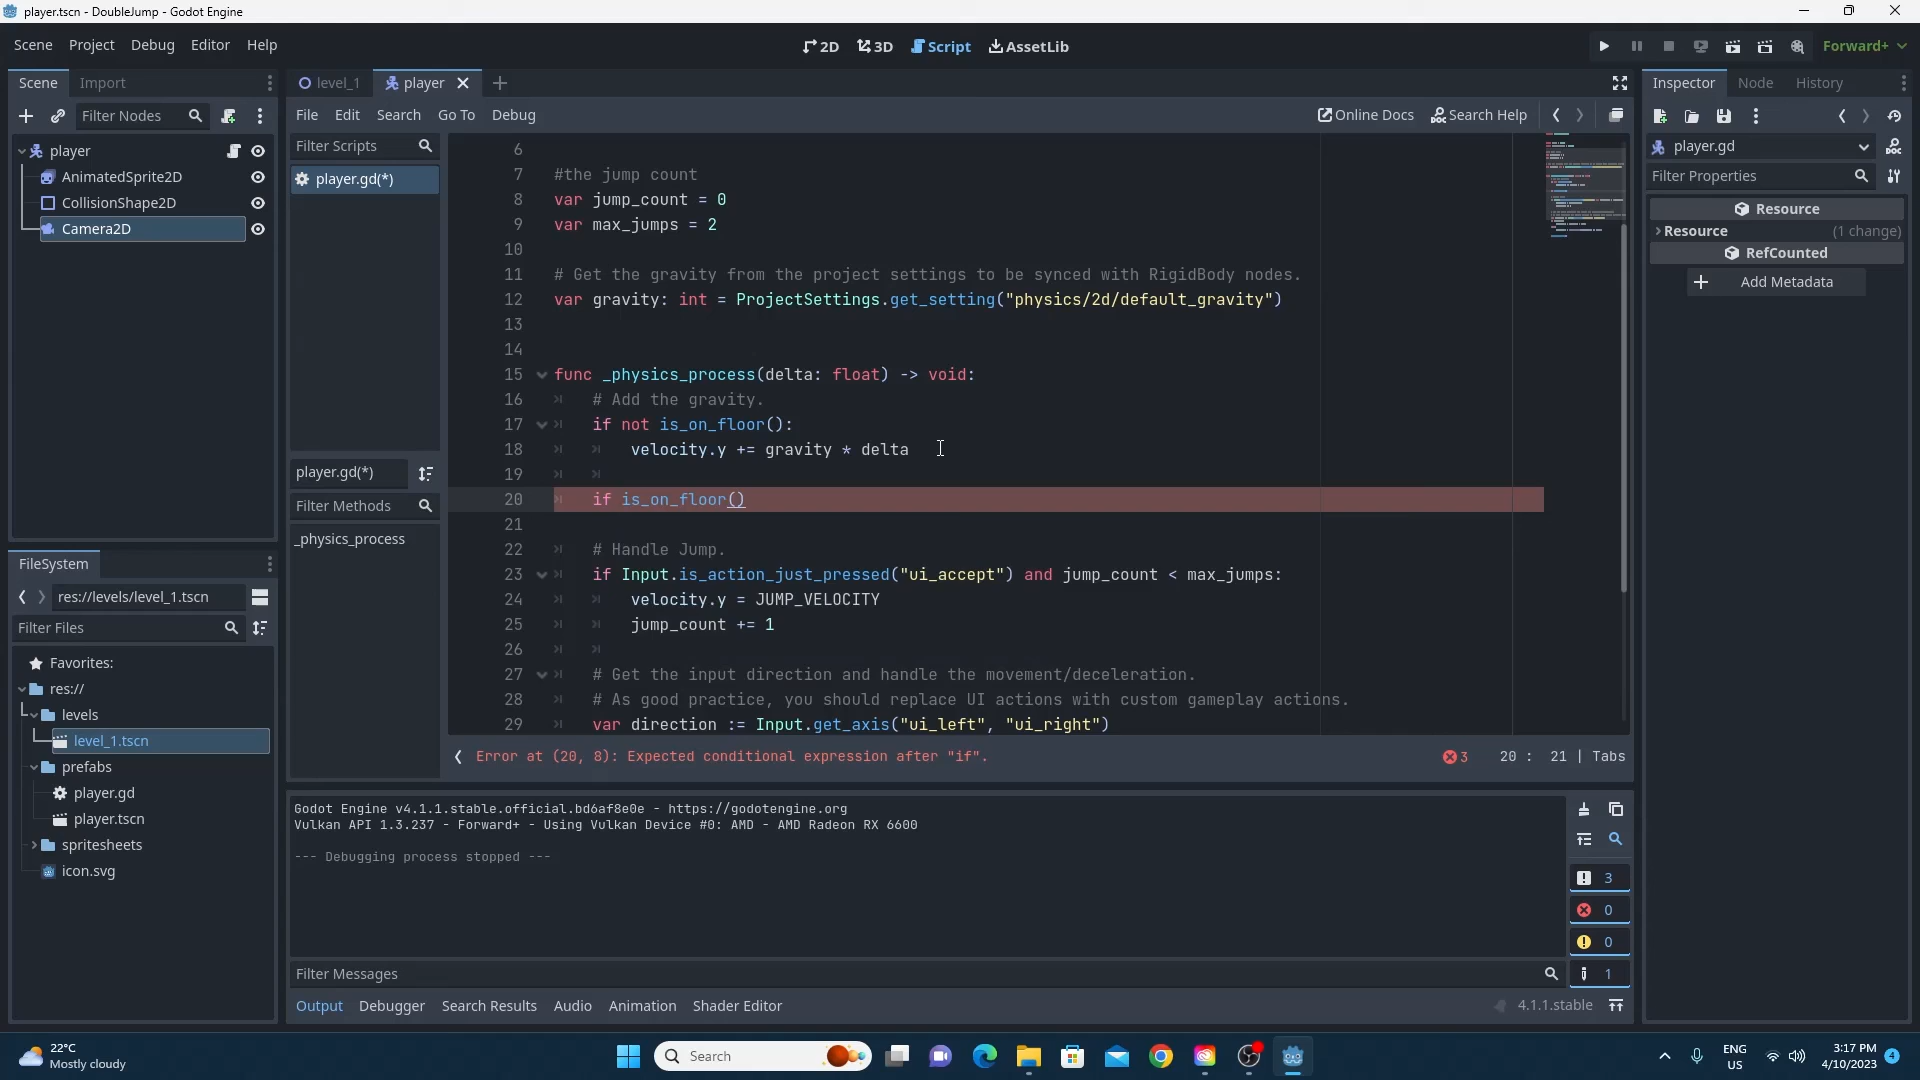 player.tscn - DoubleJump - Godot Engine
Scene Project Debug Editor Help
2D 3D Script AssetLib
Forward+
Scene Import
Filter Nodes
player
AnimatedSprite2D
CollisionShape2D
Camera2D
FileSystem
res://levels/level_1.tscn
Filter Files
Favorites:
res://
levels
level_1.tscn
prefabs
player.gd
player.tscn
spritesheets
icon.svg
level_1 player
File Edit Search Go To Debug
Online Docs Search Help
Filter Scripts
player.gd(*)
player.gd(*)
Filter Methods
_physics_process
6
7 #the jump count
8 var jump_count = 0
9 var max_jumps = 2
10
11 # Get the gravity from the project settings to be synced with RigidBody nodes.
12 var gravity: int = ProjectSettings.get_setting("physics/2d/default_gravity")
13
14
15 func _physics_process(delta: float) -> void:
16 # Add the gravity.
17 if not is_on_floor():
18 velocity.y += gravity * delta
19
20 if is_on_floor()
21
22 # Handle Jump.
23 if Input.is_action_just_pressed("ui_accept") and jump_count < max_jumps:
24 velocity.y = JUMP_VELOCITY
25 jump_count += 1
26
27 # Get the input direction and handle the movement/deceleration.
28 # As good practice, you should replace UI actions with custom gameplay actions.
29 var direction := Input.get_axis("ui_left", "ui_right")
Error at (20, 8): Expected conditional expression after "if".
3 20 : 21 | Tabs
Godot Engine v4.1.1.stable.official.bd6af8e0e - https://godotengine.org
Vulkan API 1.3.237 - Forward+ - Using Vulkan Device #0: AMD - AMD Radeon RX 6600
--- Debugging process stopped ---
3
0
0
1
Filter Messages
Output Debugger Search Results Audio Animation Shader Editor
4.1.1.stable
Inspector Node History
player.gd
Filter Properties
Resource
Resource (1 change)
RefCounted
Add Metadata
22°C
Mostly cloudy
Search
ENG
US
3:17 PM
4/10/2023
4